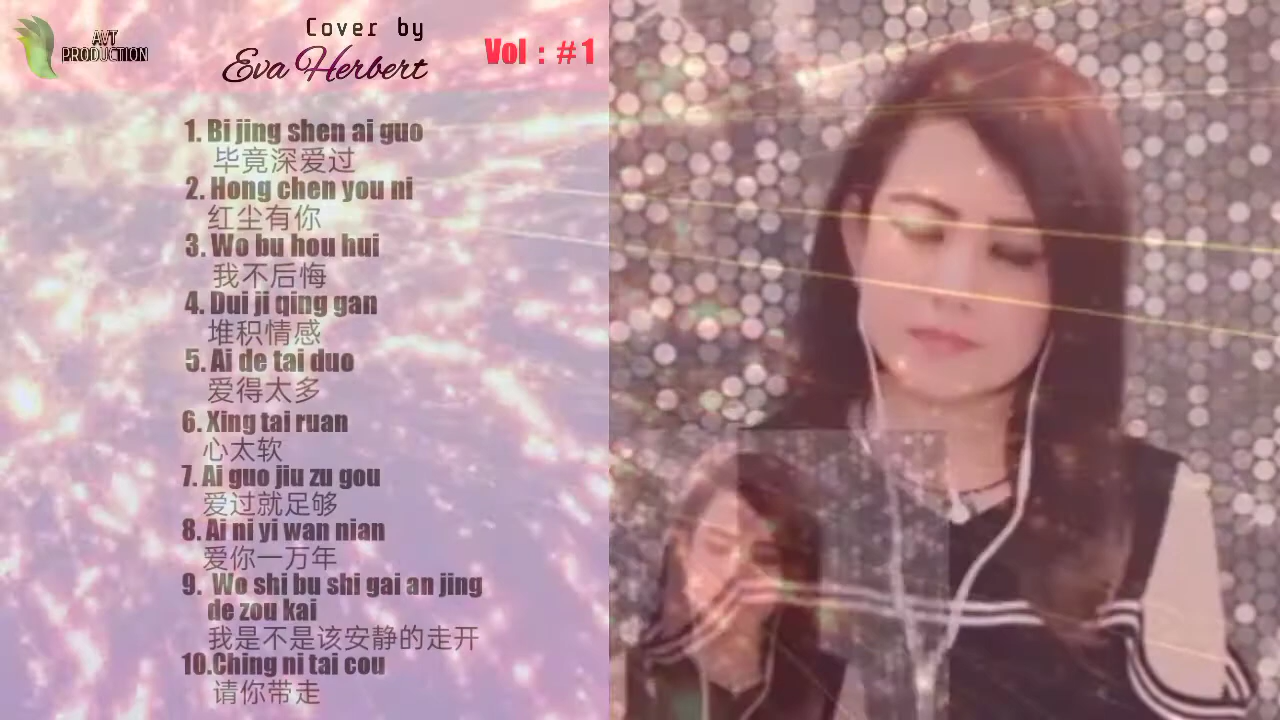 AVT
PRODUCTION
Cover by
Eva Herbert
Vol : #1
1. Bi jing shen ai guo
毕竟深爱过
2. Hong chen you ni
红尘有你
3. Wo bu hou hui
我不后悔
4. Dui ji qing gan
堆积情感
5. Ai de tai duo
爱得太多
6. Xing tai ruan
心太软
7. Ai guo jiu zu gou
爱过就足够
8. Ai ni yi wan nian
爱你一万年
9. Wo shi bu shi gai an jing
de zou kai
我是不是该安静的走开
10.Ching ni tai cou
请你带走